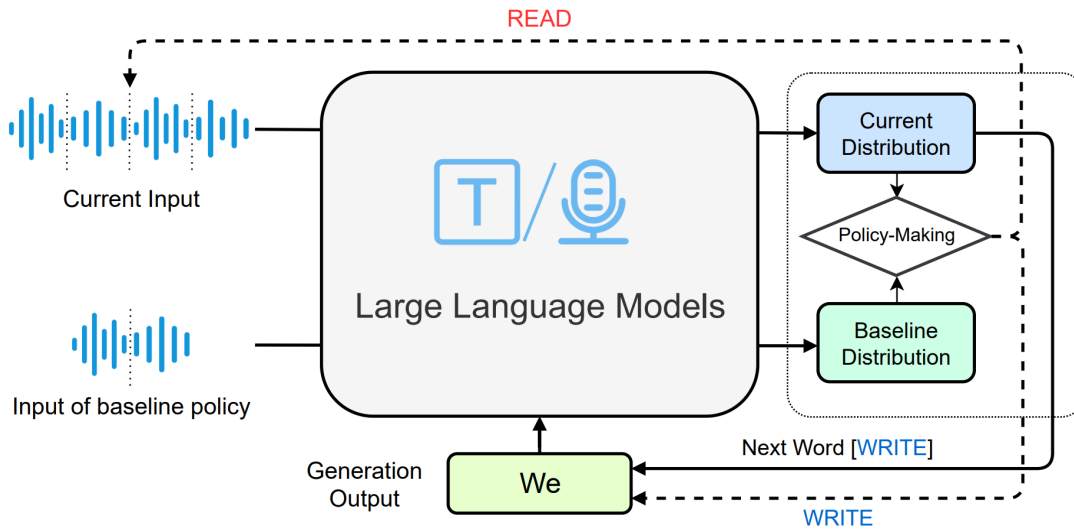 READ
Current Input
T
Large Language Models
Current
Distribution
Policy-Making
Baseline
Distribution
Input of baseline policy
Generation
Output
We
Next Word [WRITE]
WRITE